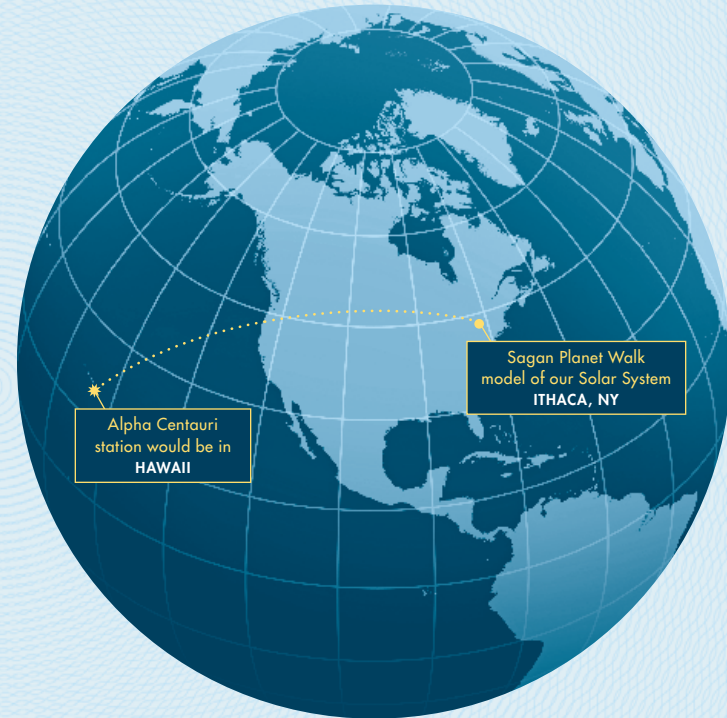 Sagan Planet Walk
model of our Solar System
ITHACA, NY
Alpha Centauri
station would be in
HAWAII